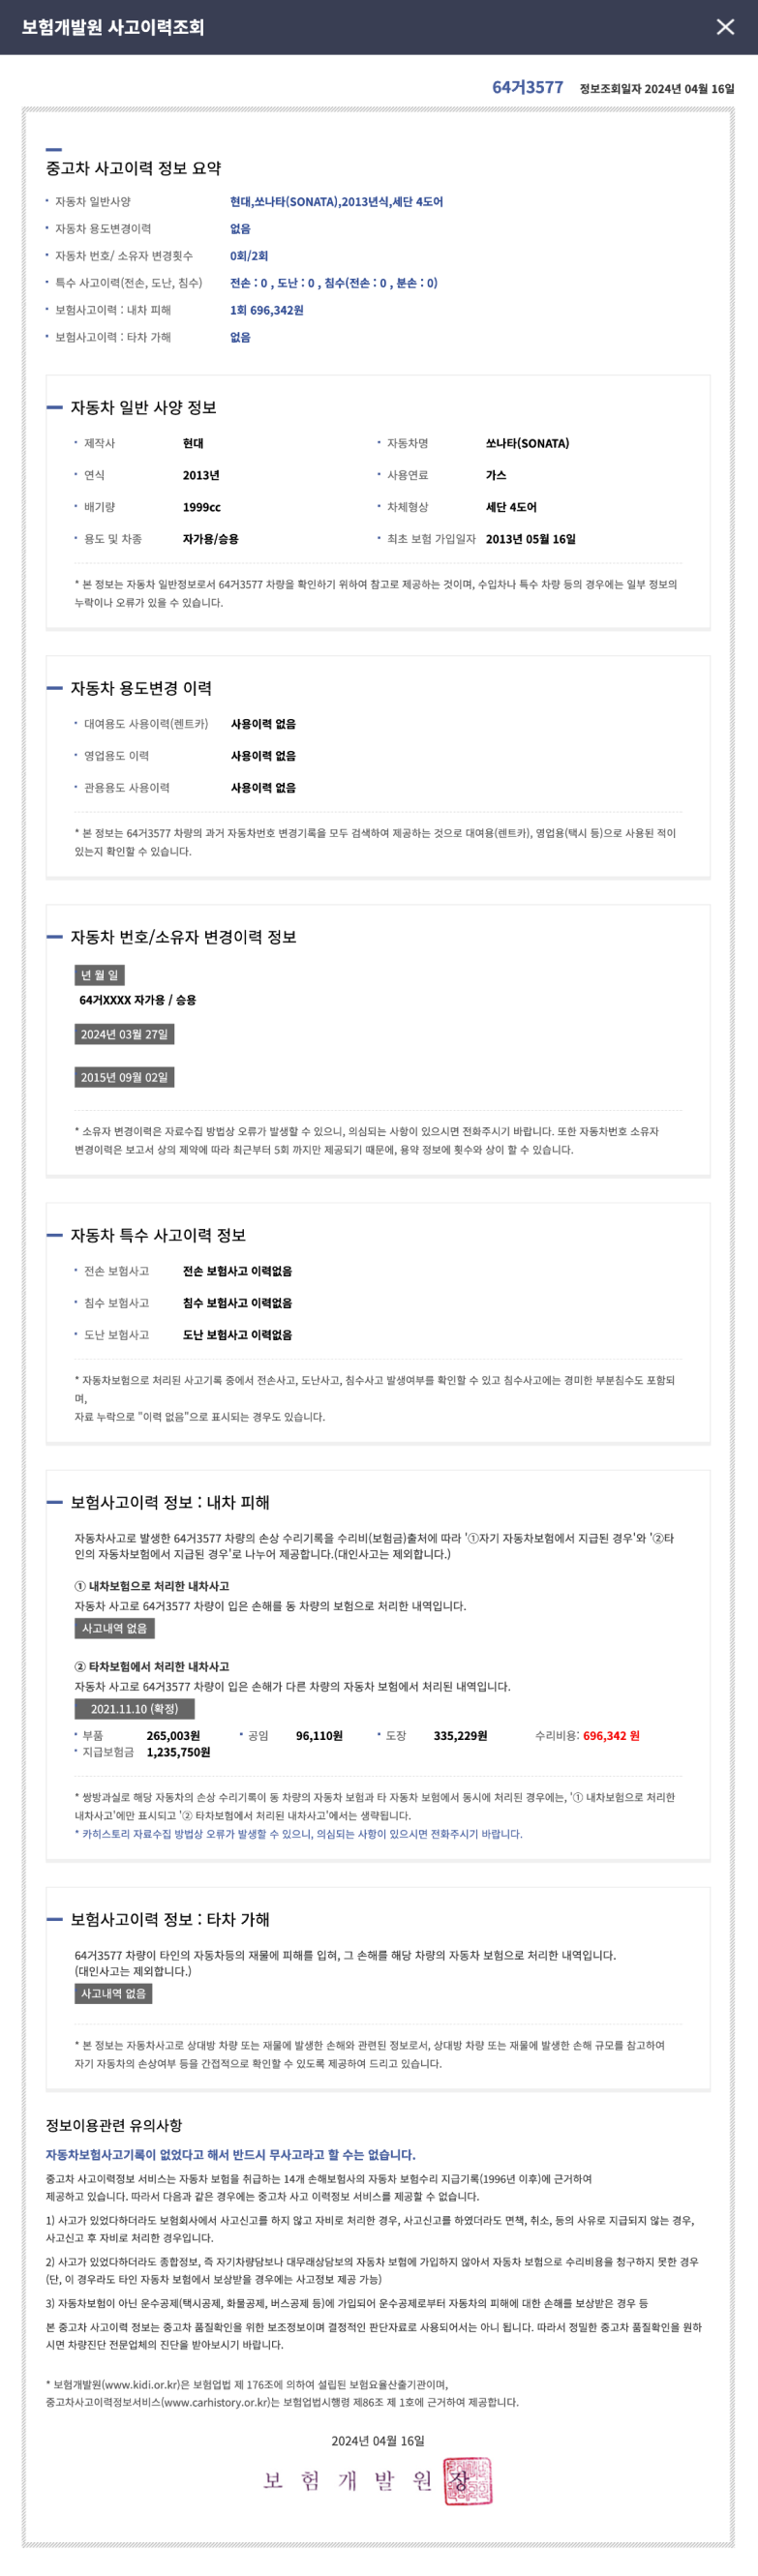 보험개발원 사고이력조회
64거3577 정보조회일자 2024년 04월 16일
중고차 사고이력 정보 요약
자동차 일반사양 현대,쏘나타(SONATA),2013년식,세단 4도어
자동차 용도변경이력 없음
자동차 번호/ 소유자 변경횟수 0회/2회
특수 사고이력(전손, 도난, 침수) 전손 : 0 , 도난 : 0 , 침수(전손 : 0 , 분손 : 0)
보험사고이력 : 내차 피해 1회 696,342원
보험사고이력 : 타차 가해 없음
자동차 일반 사양 정보
제작사 현대 자동차명 쏘나타(SONATA)
연식 2013년 사용연료 가스
배기량 1999cc 차체형상 세단 4도어
용도 및 차종 자가용/승용 최초 보험 가입일자 2013년 05월 16일
* 본 정보는 자동차 일반정보로서 64거3577 차량을 확인하기 위하여 참고로 제공하는 것이며, 수입차나 특수 차량 등의 경우에는 일부 정보의
누락이나 오류가 있을 수 있습니다.
자동차 용도변경 이력
대여용도 사용이력(렌트카) 사용이력 없음
영업용도 이력 사용이력 없음
관용용도 사용이력 사용이력 없음
* 본 정보는 64거3577 차량의 과거 자동차번호 변경기록을 모두 검색하여 제공하는 것으로 대여용(렌트카), 영업용(택시 등)으로 사용된 적이
있는지 확인할 수 있습니다.
자동차 번호/소유자 변경이력 정보
년 월 일
64거XXXX 자가용 / 승용
2024년 03월 27일
2015년 09월 02일
* 소유자 변경이력은 자료수집 방법상 오류가 발생할 수 있으니, 의심되는 사항이 있으시면 전화주시기 바랍니다. 또한 자동차번호 소유자
변경이력은 보고서 상의 제약에 따라 최근부터 5회 까지만 제공되기 때문에, 용약 정보에 횟수와 상이 할 수 있습니다.
자동차 특수 사고이력 정보
전손 보험사고 전손 보험사고 이력없음
침수 보험사고 침수 보험사고 이력없음
도난 보험사고 도난 보험사고 이력없음
* 자동차보험으로 처리된 사고기록 중에서 전손사고, 도난사고, 침수사고 발생여부를 확인할 수 있고 침수사고에는 경미한 부분침수도 포함되
며,
자료 누락으로 "이력 없음"으로 표시되는 경우도 있습니다.
보험사고이력 정보 : 내차 피해
자동차사고로 발생한 64거3577 차량의 손상 수리기록을 수리비(보험금)출처에 따라 '①자기 자동차보험에서 지급된 경우'와 '②타
인의 자동차보험에서 지급된 경우'로 나누어 제공합니다.(대인사고는 제외합니다.)
① 내차보험으로 처리한 내차사고
자동차 사고로 64거3577 차량이 입은 손해를 동 차량의 보험으로 처리한 내역입니다.
사고내역 없음
② 타차보험에서 처리한 내차사고
자동차 사고로 64거3577 차량이 입은 손해가 다른 차량의 자동차 보험에서 처리된 내역입니다.
2021.11.10 (확정)
부품 265,003원 공임 96,110원 도장 335,229원 수리비용: 696,342 원
지급보험금 1,235,750원
* 쌍방과실로 해당 자동차의 손상 수리기록이 동 차량의 자동차 보험과 타 자동차 보험에서 동시에 처리된 경우에는, '① 내차보험으로 처리한
내차사고'에만 표시되고 '② 타차보험에서 처리된 내차사고'에서는 생략됩니다.
* 카히스토리 자료수집 방법상 오류가 발생할 수 있으니, 의심되는 사항이 있으시면 전화주시기 바랍니다.
보험사고이력 정보 : 타차 가해
64거3577 차량이 타인의 자동차등의 재물에 피해를 입혀, 그 손해를 해당 차량의 자동차 보험으로 처리한 내역입니다.
(대인사고는 제외합니다.)
사고내역 없음
* 본 정보는 자동차사고로 상대방 차량 또는 재물에 발생한 손해와 관련된 정보로서, 상대방 차량 또는 재물에 발생한 손해 규모를 참고하여
자기 자동차의 손상여부 등을 간접적으로 확인할 수 있도록 제공하여 드리고 있습니다.
정보이용관련 유의사항
자동차보험사고기록이 없었다고 해서 반드시 무사고라고 할 수는 없습니다.
중고차 사고이력정보 서비스는 자동차 보험을 취급하는 14개 손해보험사의 자동차 보험수리 지급기록(1996년 이후)에 근거하여
제공하고 있습니다. 따라서 다음과 같은 경우에는 중고차 사고 이력정보 서비스를 제공할 수 없습니다.
1) 사고가 있었다하더라도 보험회사에서 사고신고를 하지 않고 자비로 처리한 경우, 사고신고를 하였더라도 면책, 취소, 등의 사유로 지급되지 않는 경우,
사고신고 후 자비로 처리한 경우입니다.
2) 사고가 있었다하더라도 종합정보, 즉 자기차량담보나 대무래상담보의 자동차 보험에 가입하지 않아서 자동차 보험으로 수리비용을 청구하지 못한 경우
(단, 이 경우라도 타인 자동차 보험에서 보상받을 경우에는 사고정보 제공 가능)
3) 자동차보험이 아닌 운수공제(택시공제, 화물공제, 버스공제 등)에 가입되어 운수공제로부터 자동차의 피해에 대한 손해를 보상받은 경우 등
본 중고차 사고이력 정보는 중고차 품질확인을 위한 보조정보이며 결정적인 판단자료로 사용되어서는 아니 됩니다. 따라서 정밀한 중고차 품질확인을 원하
시면 차량진단 전문업체의 진단을 받아보시기 바랍니다.
* 보험개발원(www.kidi.or.kr)은 보험업법 제 176조에 의하여 설립된 보험요율산출기관이며,
중고차사고이력정보서비스(www.carhistory.or.kr)는 보험업법시행령 제86조 제 1호에 근거하여 제공합니다.
2024년 04월 16일
보 험 개 발 원 장